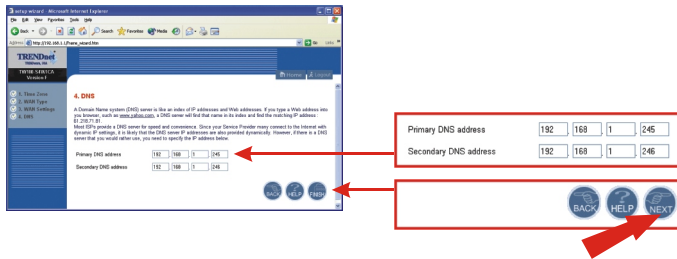 setup wizard - Microsoft Internet Explorer
File Edit View Favorites Tools Help
Back Search Favorites Media
Address http://192.168.1.1/Frame_wizard.htm Go Links
TRENDnet
TRENDware, USA
TW100-S4W1CA
Version F
Home Logout
1. Time Zone
2. WAN Type
3. WAN Settings
4. DNS
4. DNS
A Domain Name system (DNS) server is like an index of IP addresses and Web addresses. If you type a Web address into
you browser, such as www.yahoo.com, a DNS server will find that name in its index and find the matching IP address :
61.218.71.81.
Most ISPs provide a DNS server for speed and convenience. Since your Service Provider many connect to the Internet with
dynamic IP settings, it is likely that the DNS server IP addresses are also provided dynamically. However, if there is a DNS
server that you would rather use, you need to specify the IP address below.
Primary DNS address 192 . 168 . 1 . 245
Secondary DNS address 192 . 168 . 1 . 246
BACK HELP FINISH
Primary DNS address 192 . 168 . 1 . 245
Secondary DNS address 192 . 168 . 1 . 246
BACK HELP NEXT